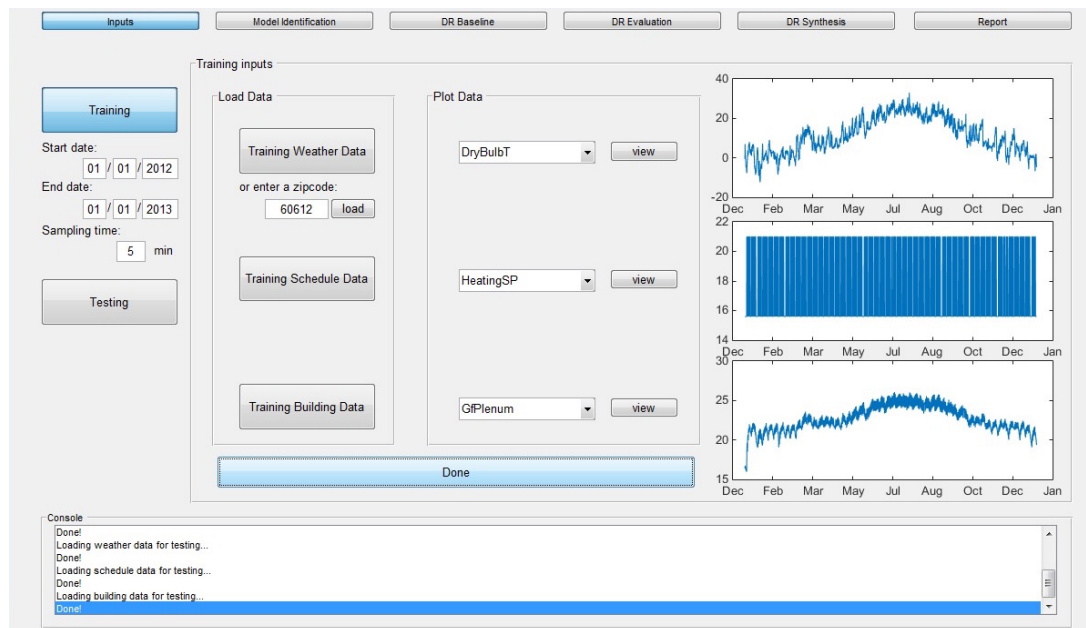 Inputs Model Identification DR Baseline DR Evaluation DR Synthesis Report
Training inputs
Training
Start date:
01 / 01 / 2012
End date:
01 / 01 / 2013
Sampling time:
5 min
Testing
Load Data
Training Weather Data
or enter a zipcode:
60612 load
Training Schedule Data
Training Building Data
Plot Data
DryBulbT view
HeatingSP view
GfPlenum view
Done
40
20
0
-20
Dec Feb Mar May Jul Aug Oct Dec Jan
22
20
18
16
14
Dec Feb Mar May Jul Aug Oct Dec Jan
30
25
20
15
Dec Feb Mar May Jul Aug Oct Dec Jan
Console
Done!
Loading weather data for testing...
Done!
Loading schedule data for testing...
Done!
Loading building data for testing...
Done!